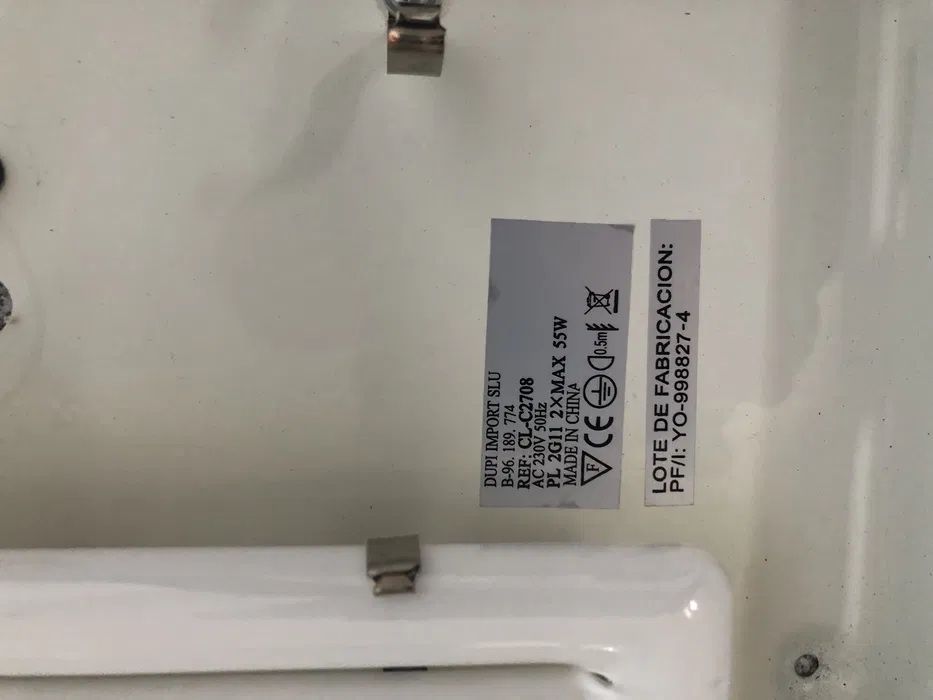 DUPI IMPORT SLU
B-96. 189. 774
REF: CL-C2708
AC 230V 50Hz
PL 2G11 2×MAX 55W
MADE IN CHINA
F CE 0.5m
LOTE DE FABRICACION:
PF/I: YO-998827-4